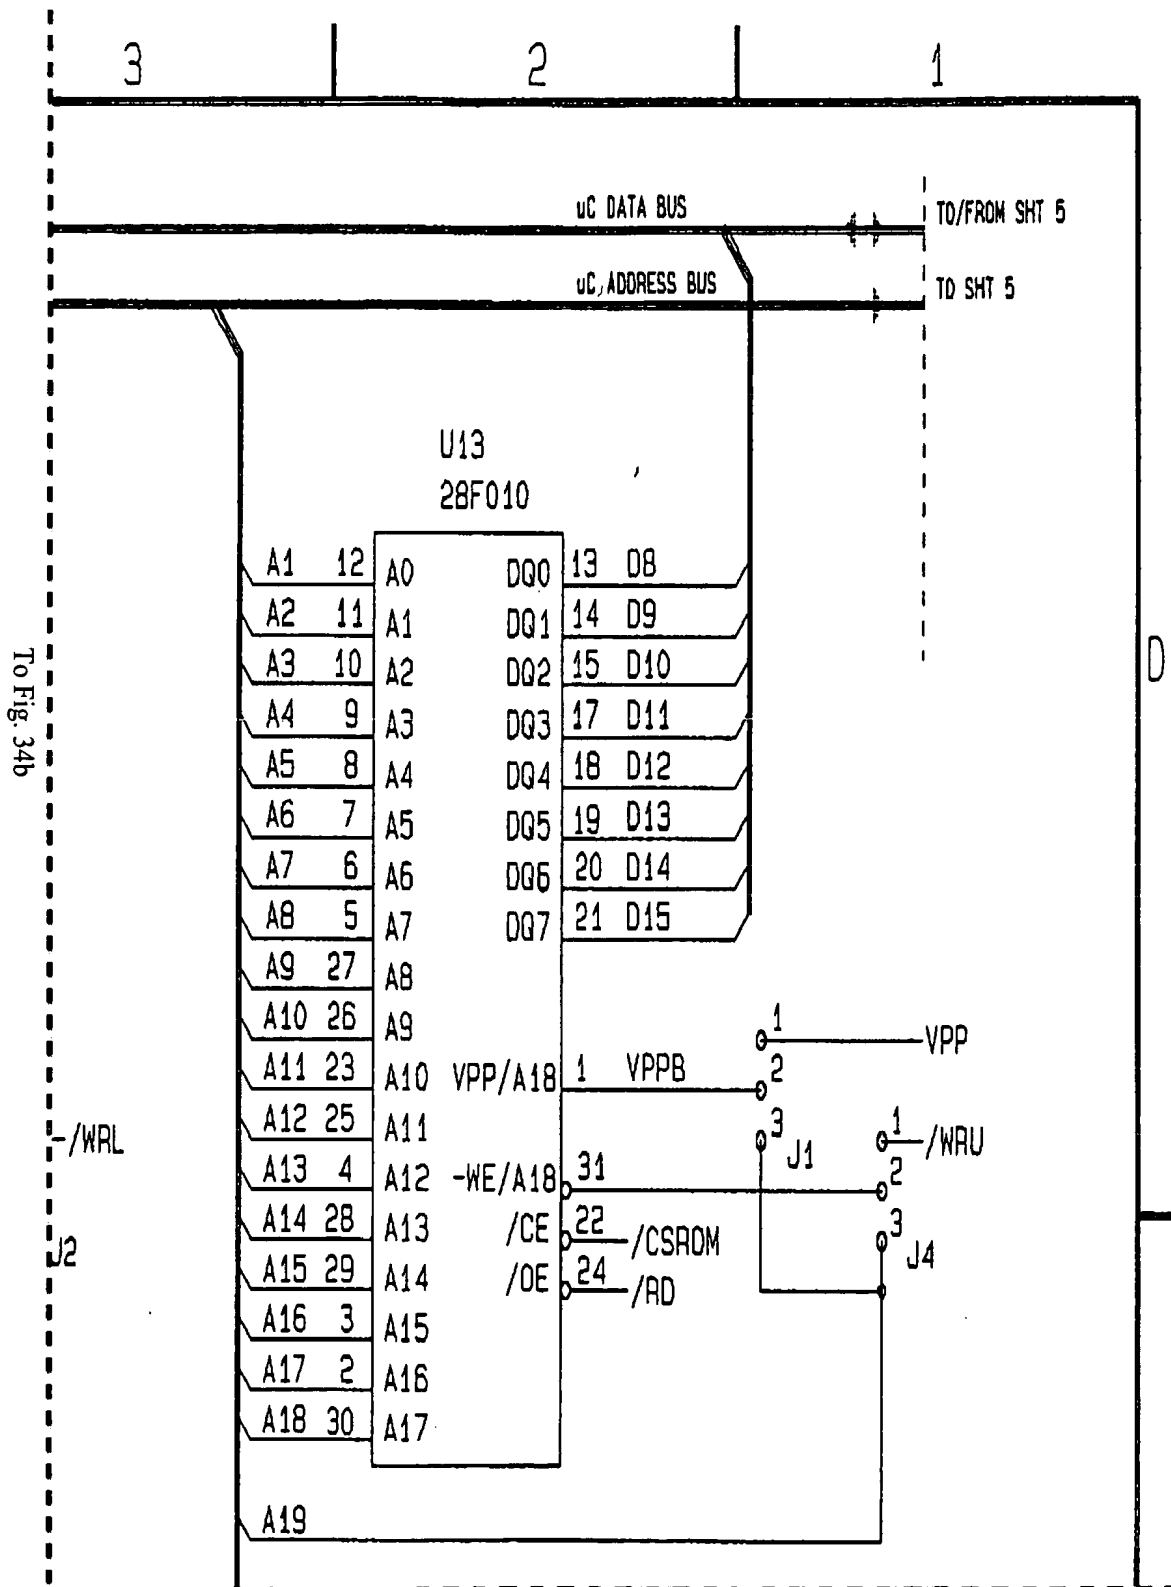 3 2 1
uC DATA BUS
TO/FROM SHT 5
uC ADDRESS BUS
TO SHT 5
U13
28F010
A1 12 A0 DQ0 13 D8
A2 11 A1 DQ1 14 D9
A3 10 A2 DQ2 15 D10
D
To Fig. 34b
A4 9 A3 DQ3 17 D11
A5 8 A4 DQ4 18 D12
A6 7 A5 DQ5 19 D13
A7 6 A6 DQ6 20 D14
A8 5 A7 DQ7 21 D15
A9 27 A8
A10 26 A9
1 VPP
A11 23 A10 VPP/A18 1 VPPB 2
-/WRL
A12 25 A11
3 J1 1 /WRU
A13 4 A12 -WE/A18 31 2
A14 28 A13 /CE 22 /CSROM
3 J4
J2
A15 29 A14 /OE 24 /RD
A16 3 A15
A17 2 A16
A18 30 A17
A19